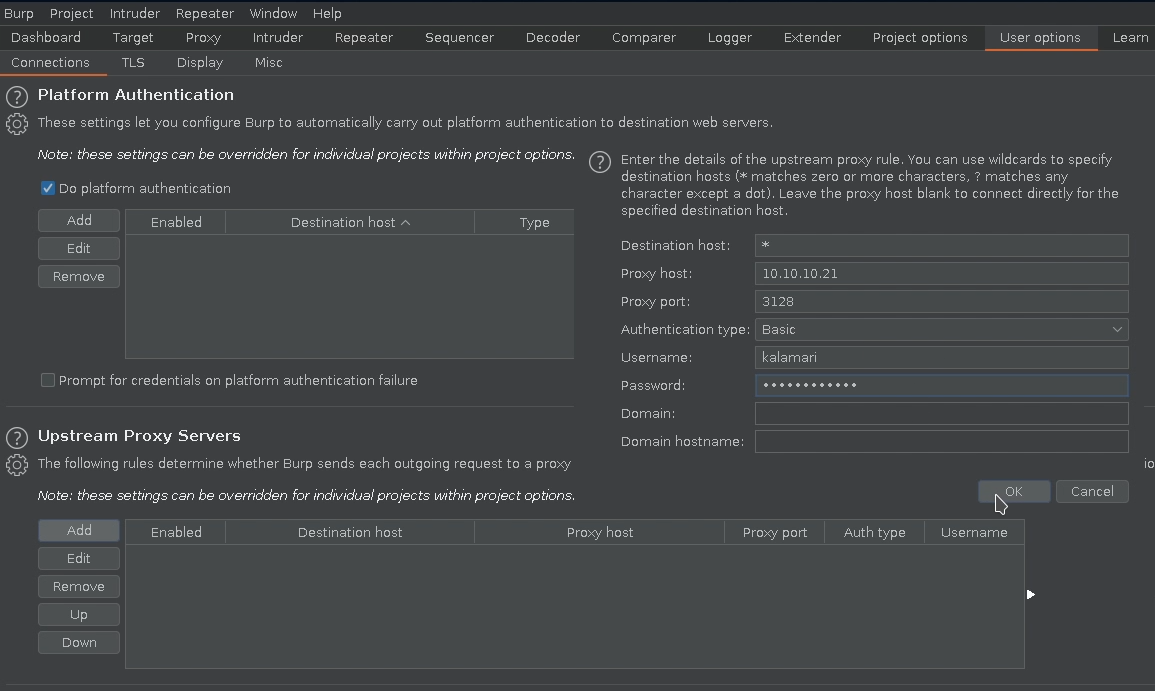 Burp Project Intruder Repeater Window Help
Dashboard Target Proxy Intruder Repeater Sequencer Decoder Comparer Logger Extender Project options User options Learn
Connections TLS Display Misc
? Platform Authentication
These settings let you configure Burp to automatically carry out platform authentication to destination web servers.
Note: these settings can be overridden for individual projects within project options.
Do platform authentication
Add Enabled Destination host Type
Edit
Remove
Prompt for credentials on platform authentication failure
? Enter the details of the upstream proxy rule. You can use wildcards to specify
destination hosts (* matches zero or more characters, ? matches any
character except a dot). Leave the proxy host blank to connect directly for the
specified destination host.
Destination host: *
Proxy host: 10.10.10.21
Proxy port: 3128
Authentication type: Basic
Username: kalamari
Password: ••••••••••••
Domain:
Domain hostname:
OK Cancel
? Upstream Proxy Servers
The following rules determine whether Burp sends each outgoing request to a proxy
io
Note: these settings can be overridden for individual projects within project options.
Add Enabled Destination host Proxy host Proxy port Auth type Username
Edit
Remove
Up
Down